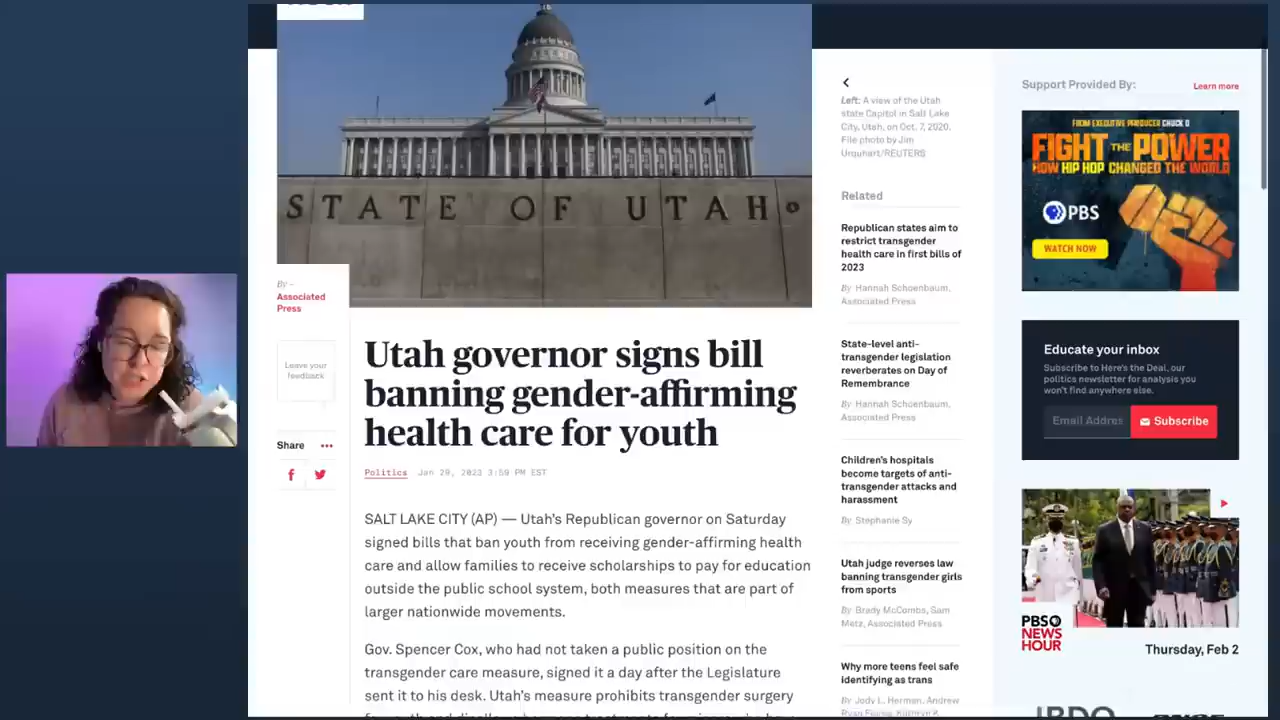 STATE OF UTAH
By –
Associated
Press
Leave your
feedback
Share
Utah governor signs bill
banning gender-affirming
health care for youth
Politics Jan 29, 2023 3:59 PM EST
SALT LAKE CITY (AP) — Utah's Republican governor on Saturday
signed bills that ban youth from receiving gender-affirming health
care and allow families to receive scholarships to pay for education
outside the public school system, both measures that are part of
larger nationwide movements.
Gov. Spencer Cox, who had not taken a public position on the
transgender care measure, signed it a day after the Legislature
sent it to his desk. Utah's measure prohibits transgender surgery
Left: A view of the Utah
state Capitol in Salt Lake
City, Utah, on Oct. 7, 2020.
File photo by Jim
Urquhart/REUTERS
Related
Republican states aim to
restrict transgender
health care in first bills of
2023
By Hannah Schoenbaum,
Associated Press
State-level anti-
transgender legislation
reverberates on Day of
Remembrance
By Hannah Schoenbaum,
Associated Press
Children's hospitals
become targets of anti-
transgender attacks and
harassment
By Stephanie Sy
Utah judge reverses law
banning transgender girls
from sports
By Brady McCombs, Sam
Metz, Associated Press
Why more teens feel safe
identifying as trans
By Jody L. Herman, Andrew
Support Provided By:
Learn more
FROM EXECUTIVE PRODUCER CHUCK D
FIGHT THE POWER
HOW HIP HOP CHANGED THE WORLD
PBS
WATCH NOW
Educate your inbox
Subscribe to Here's the Deal, our
politics newsletter for analysis you
won't find anywhere else.
Email Addres
Subscribe
PBS
NEWS
HOUR
Thursday, Feb 2